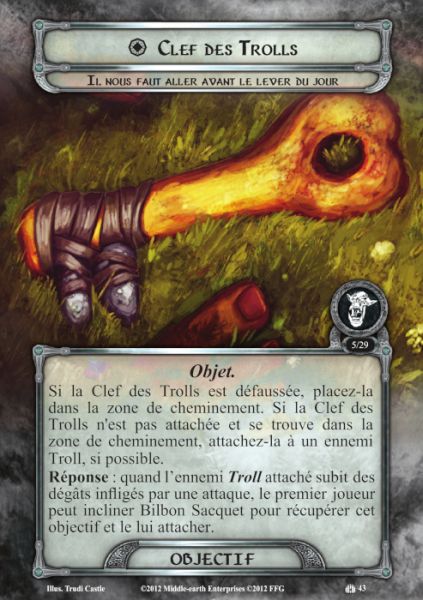 Clef des Trolls
Il nous faut aller avant le lever du jour
5/29
Objet.
Si la Clef des Trolls est défaussée, placez-la
dans la zone de cheminement. Si la Clef des
Trolls n'est pas attachée et se trouve dans la
zone de cheminement, attachez-la à un ennemi
Troll, si possible.
Réponse : quand l'ennemi Troll attaché subit des
dégâts infligés par une attaque, le premier joueur
peut incliner Bilbon Sacquet pour récupérer cet
objectif et le lui attacher.
OBJECTIF
Illus. Trudi Castle ©2012 Middle-earth Enterprises ©2012 FFG 43